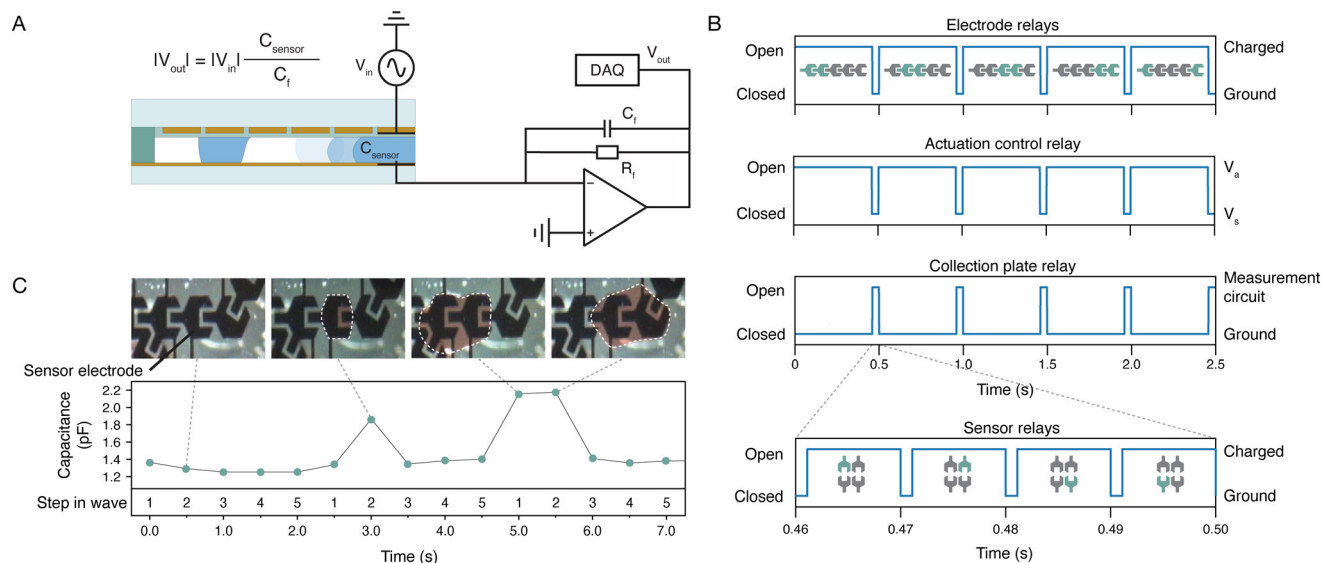 A
|V_out| = |V_in| C_sensor / C_f
V_in
DAQ
V_out
C_f
R_f
C_sensor
−
+
B
Electrode relays
Open
Charged
Closed
Ground
Actuation control relay
Open
V_a
Closed
V_s
Collection plate relay
Open
Measurement
circuit
Closed
Ground
0 0.5 1.0 1.5 2.0 2.5
Time (s)
Sensor relays
Open
Charged
Closed
Ground
0.46 0.47 0.48 0.49 0.50
Time (s)
C
Sensor electrode
Capacitance
(pF)
2.2
2.0
1.8
1.4
1.6
1.2
Step in wave 1 2 3 4 5 1 2 3 4 5 1 2 3 4 5
0.0 1.0 2.0 3.0 4.0 5.0 6.0 7.0
Time (s)